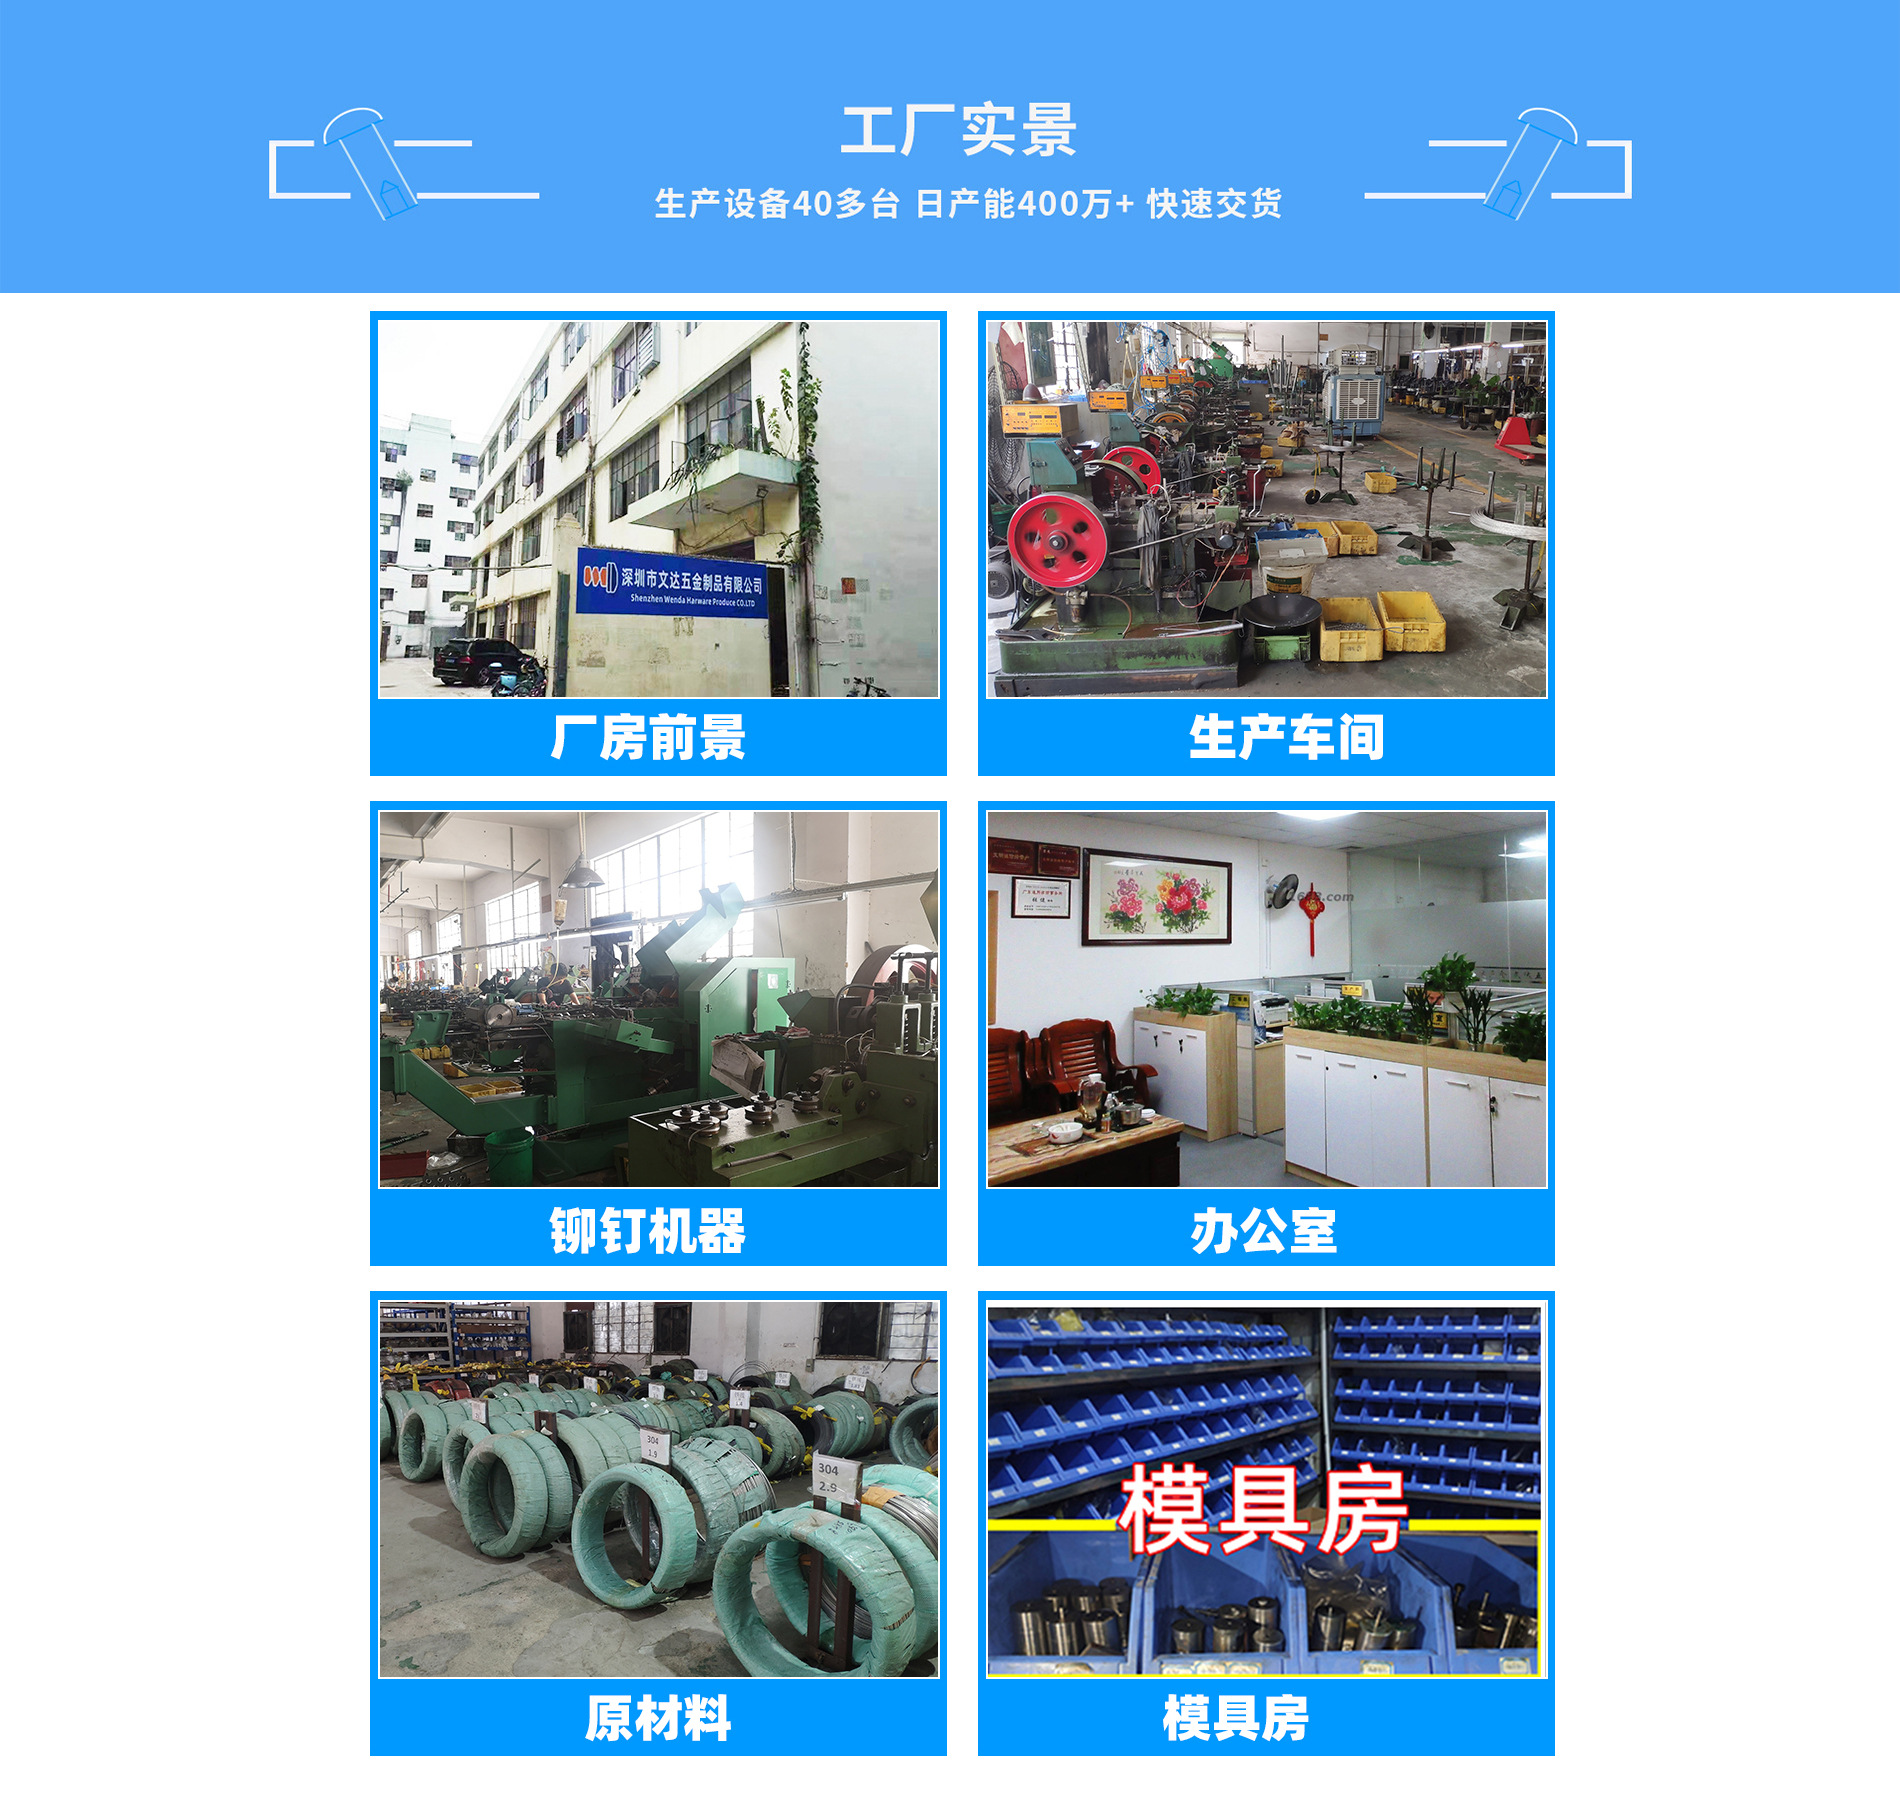 工厂实景
生产设备40多台 日产能400万+ 快速交货
深圳市文达五金制品有限公司
Shenzhen Wenda Harware Produce CO.LTD
厂房前景
生产车间
铆钉机器
办公室
304
1.9
304
2.9
原材料
模具房
模具房